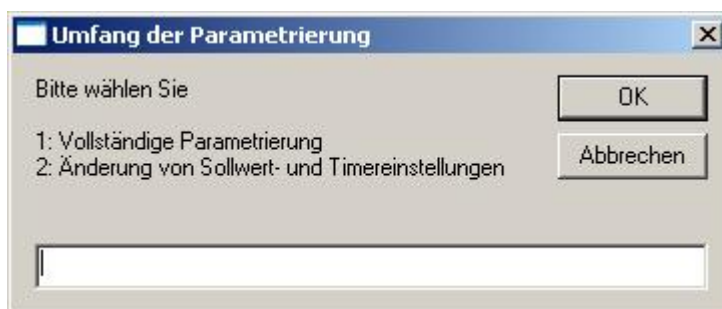 Umfang der Parametrierung
Bitte wählen Sie
OK
1: Vollständige Parametrierung
2: Änderung von Sollwert- und Timereinstellungen
Abbrechen